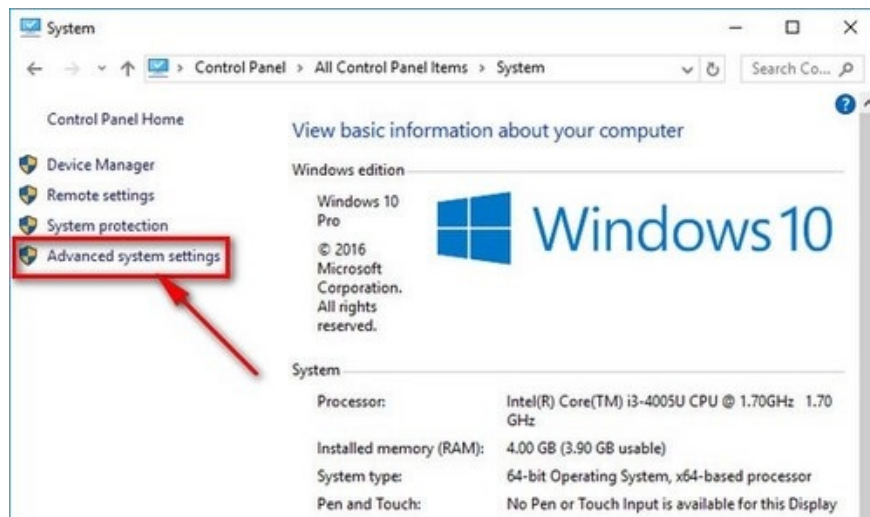 System
Control Panel > All Control Panel Items > System
Search Co...
Control Panel Home
Device Manager
Remote settings
System protection
Advanced system settings
?
View basic information about your computer
Windows edition
Windows 10
Pro
© 2016
Microsoft
Corporation.
All rights
reserved.
Windows 10
System
Processor:
Intel(R) Core(TM) i3-4005U CPU @ 1.70GHz 1.70
GHz
Installed memory (RAM):
4.00 GB (3.90 GB usable)
System type:
64-bit Operating System, x64-based processor
Pen and Touch:
No Pen or Touch Input is available for this Display